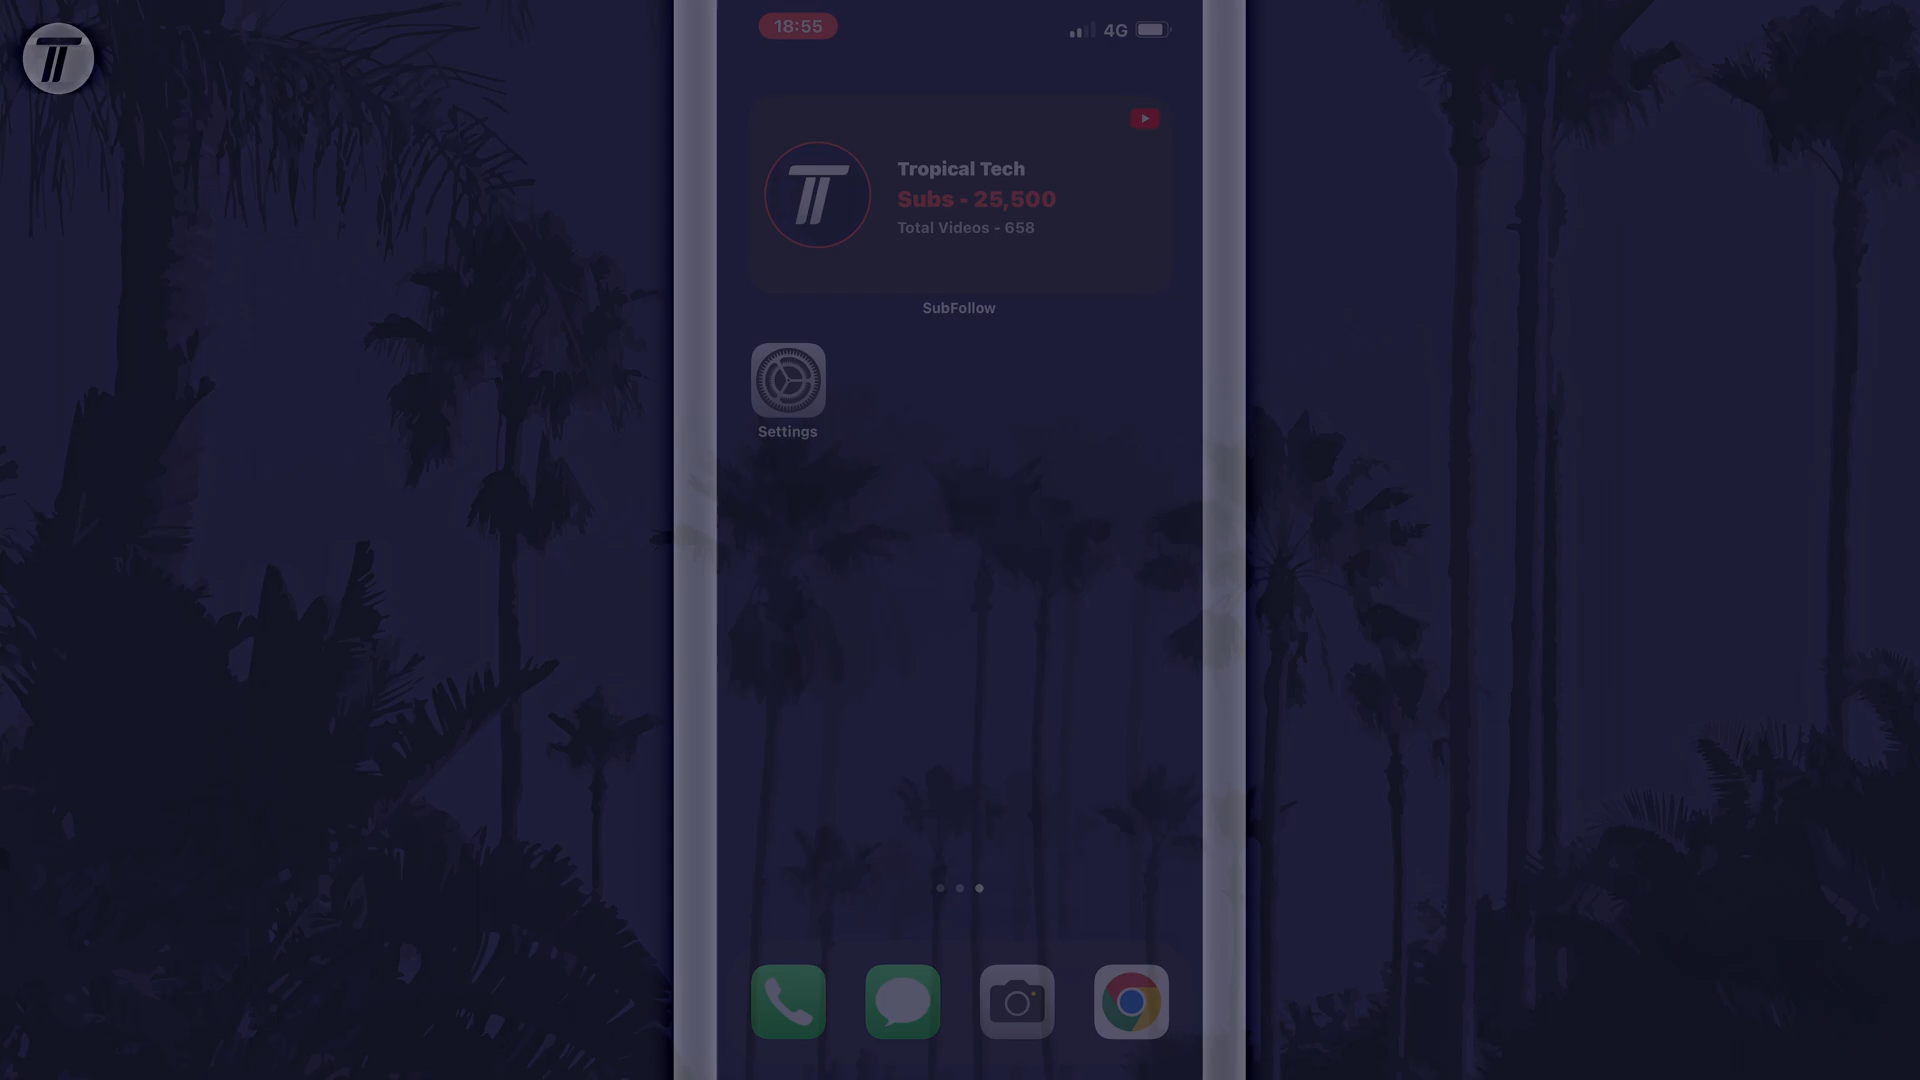 18:55
4G
Tropical Tech
Subs - 25,500
Total Videos - 658
SubFollow
Settings